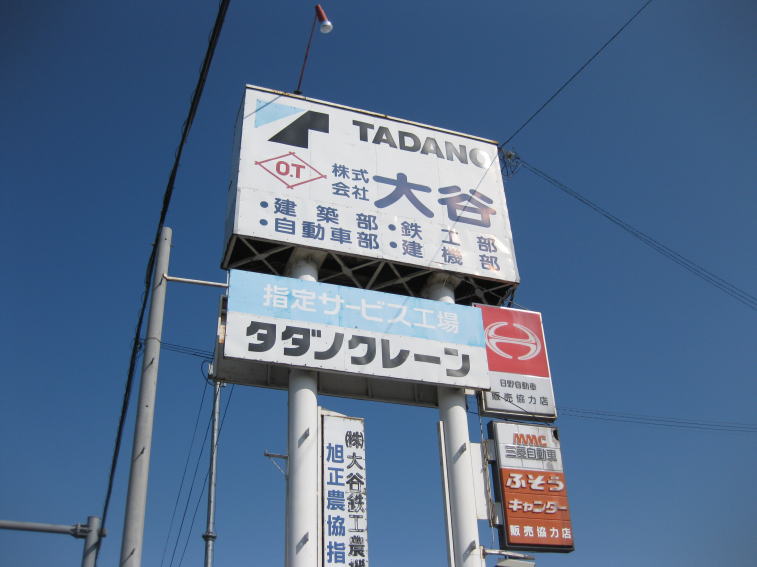 TADANO
O.T
株式
会社
大谷
・建築部・鉄工部
・自動車部・建機部
指定サービス工場
タダノクレーン
日野自動車
販売協力店
MMC
三菱自動車
ふそう
キャンター
販売協力店
㈱大谷鉄工農機
旭正農協指